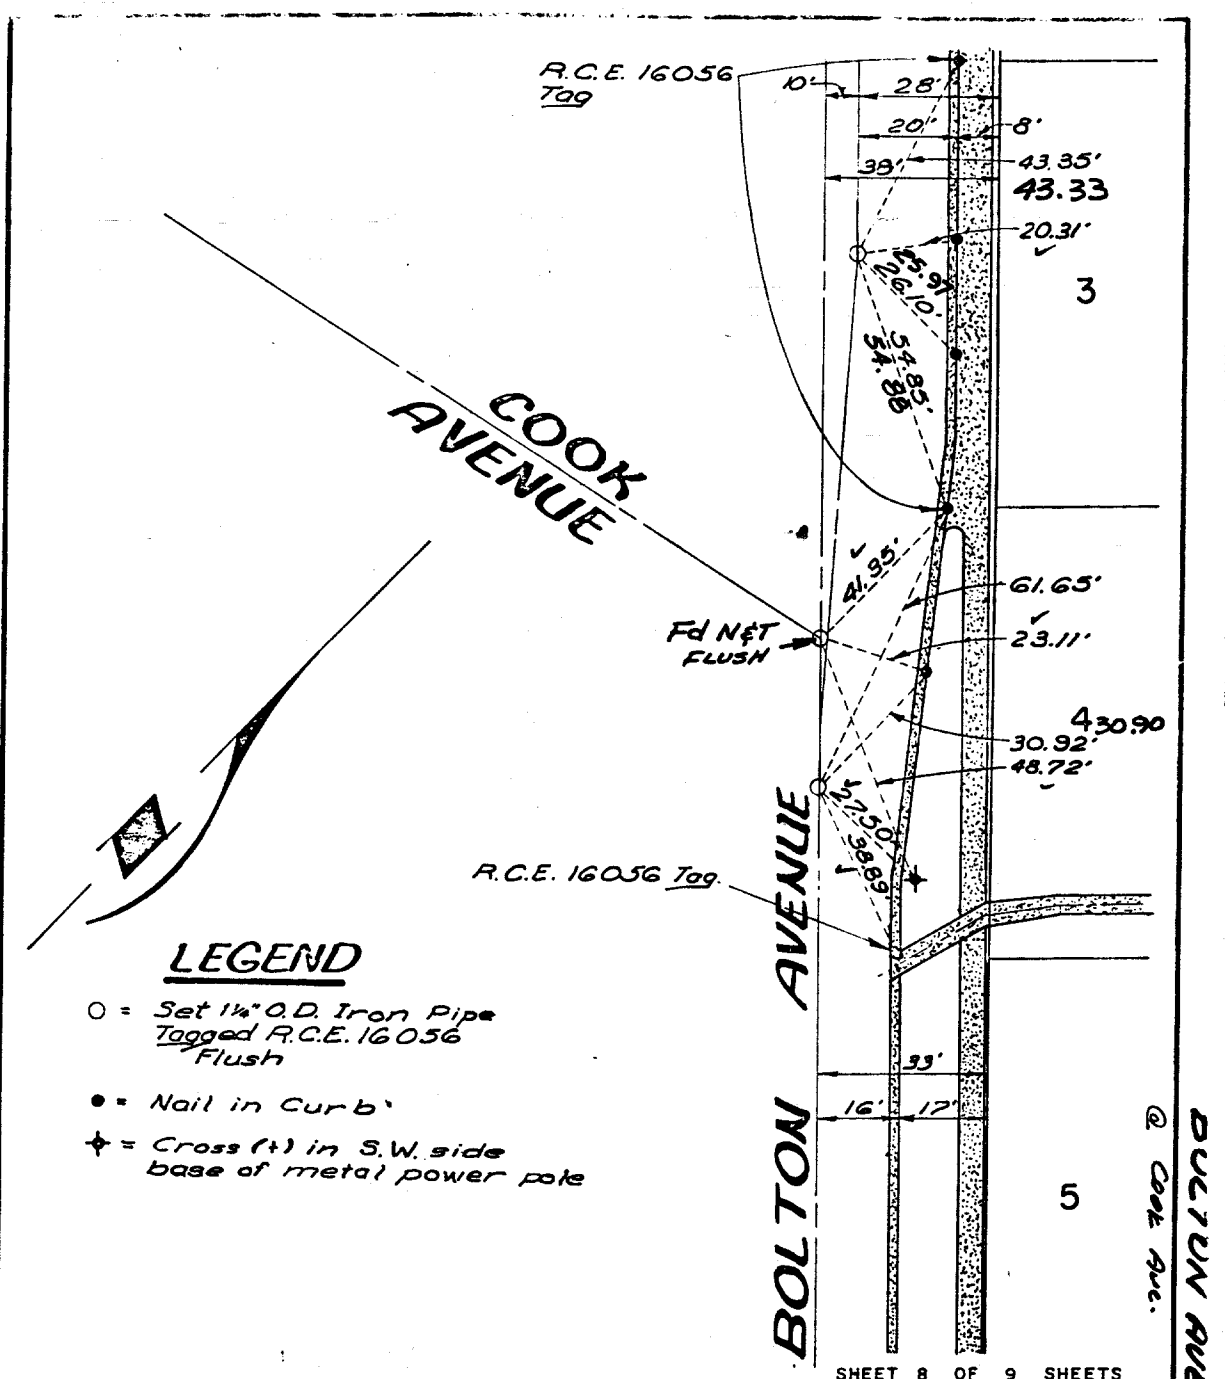 R.C.E. 16056
Tag
10'
28'
20'
8'
38'
43.35'
43.33
20.31'
25.97
26.10'
3
54.85'
54.88
COOK
AVENUE
41.95'
61.65'
Fd N&T
FLUSH
23.11'
4
30.90
30.92'
48.72'
27.50'
38.89'
R.C.E. 16056 Tag.
BOLTON AVENUE
LEGEND
= Set 1¼" O.D. Iron Pipe
Tagged R.C.E. 16056
Flush
= Nail in Curb
= Cross (+) in S.W. side
base of metal power pole
33'
16'
17'
5
@ Cook Ave.
SHEET 8 OF 9 SHEETS